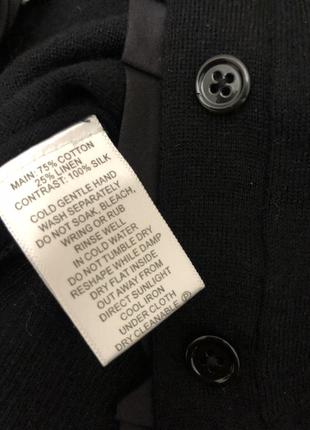 MAIN: 75% COTTON
25% LINEN
CONTRAST: 100% SILK
COLD GENTLE HAND
WASH SEPARATELY
DO NOT SOAK, BLEACH,
WRING OR RUB
RINSE WELL
IN COLD WATER
DO NOT TUMBLE DRY
RESHAPE WHILE DAMP
DRY FLAT INSIDE
OUT AWAY FROM
DIRECT SUNLIGHT
COOL IRON
UNDER CLOTH
DRY CLEANABLE Ⓟ